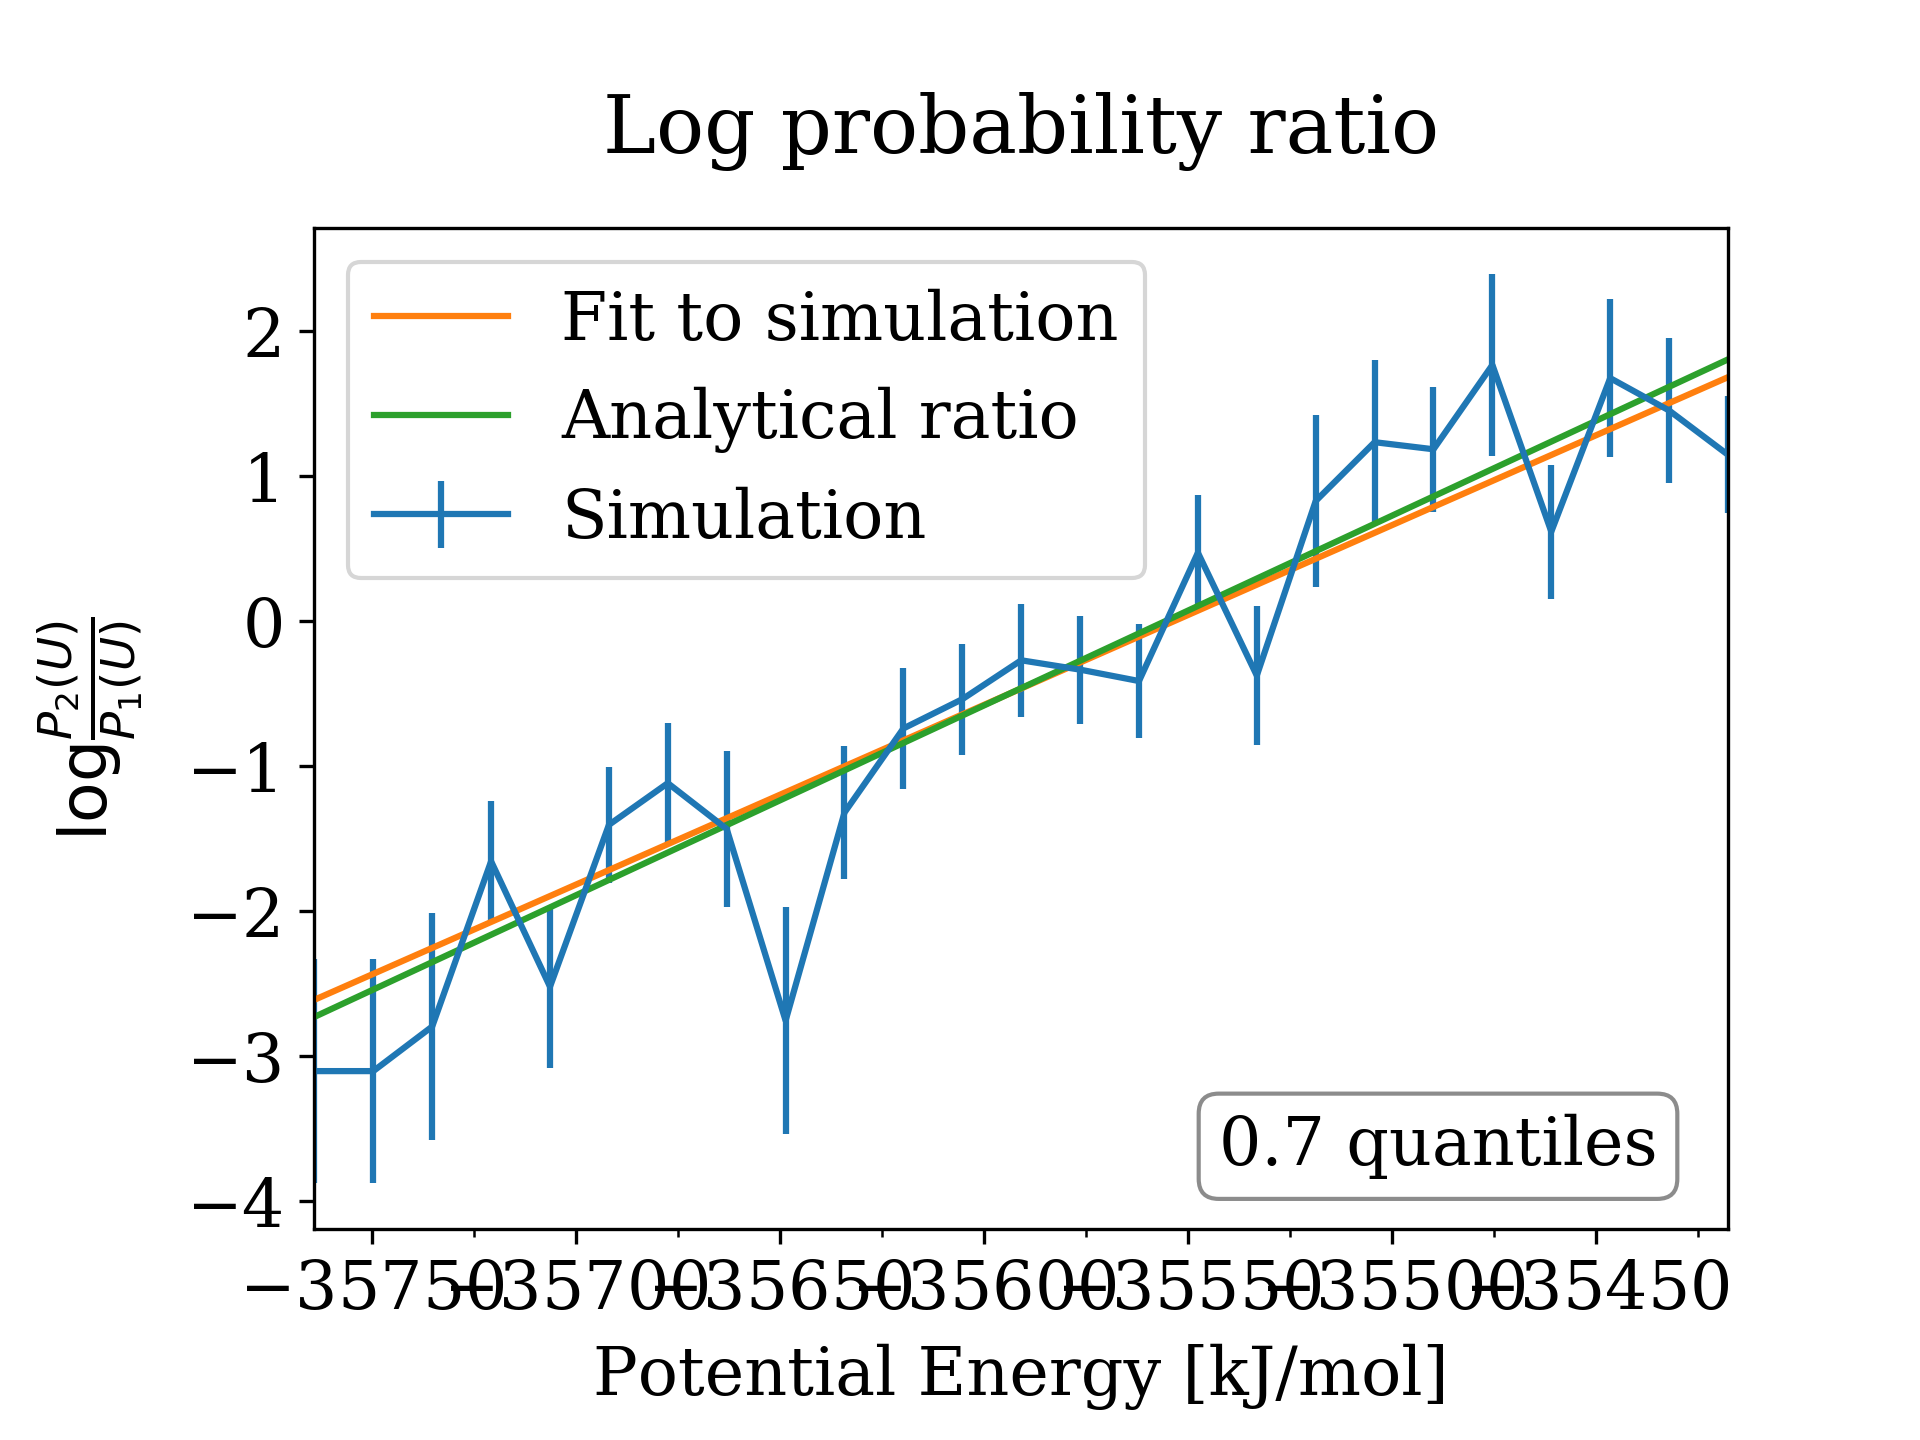 Log probability ratio
Fit to simulation
Analytical ratio
Simulation
2
1
0
−1
−2
−3
−4
log P₂(U)/P₁(U)
0.7 quantiles
−35750 −35700 −35650 −35600 −35550 −35500 −35450
Potential Energy [kJ/mol]